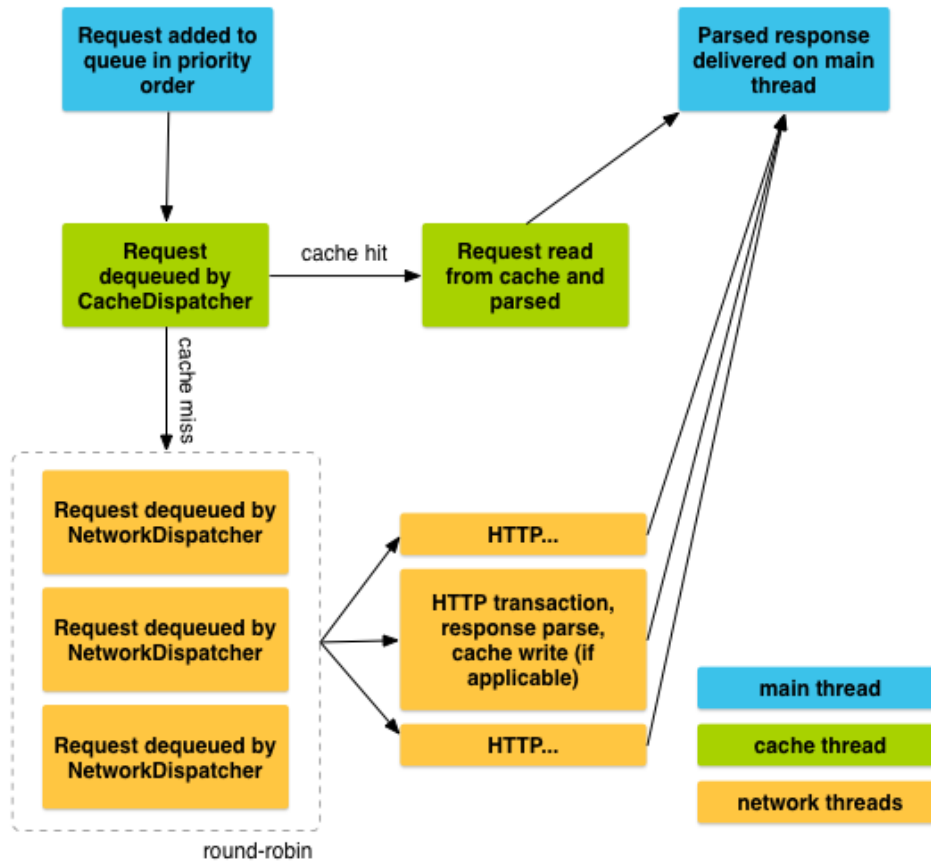 Request added to
queue in priority
order
Parsed response
delivered on main
thread
Request
dequeued by
CacheDispatcher
cache hit
Request read
from cache and
parsed
cache miss
Request dequeued by
NetworkDispatcher
Request dequeued by
NetworkDispatcher
Request dequeued by
NetworkDispatcher
HTTP...
HTTP transaction,
response parse,
cache write (if
applicable)
HTTP...
main thread
cache thread
network threads
round-robin